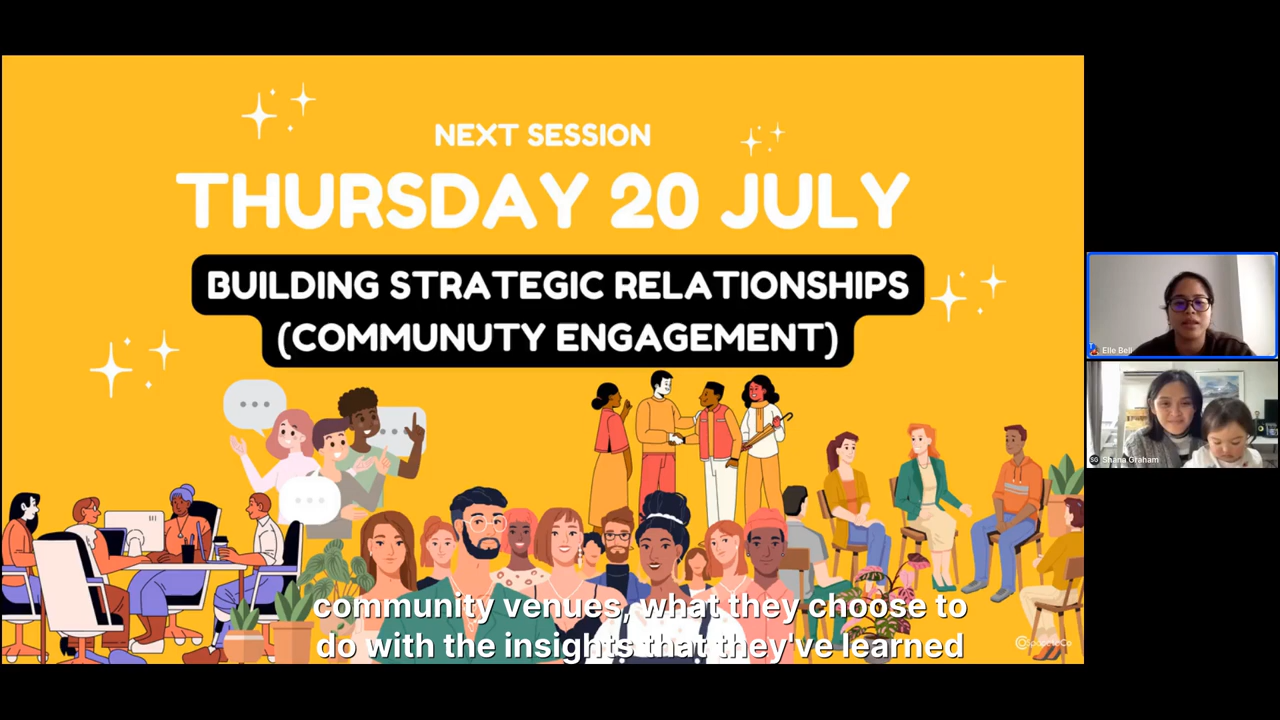 NEXT SESSION
THURSDAY 20 JULY
BUILDING STRATEGIC RELATIONSHIPS
(COMMUNUTY ENGAGEMENT)
community venues, what they choose to
do with the insights that they've learned
Elle Bell
SG Shana Graham